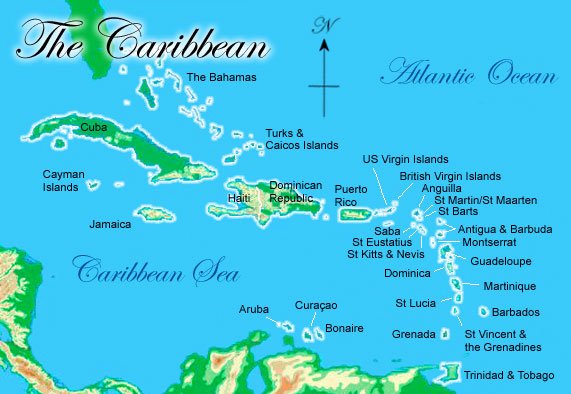 The Caribbean
N
Atlantic Ocean
The Bahamas
Cuba
Turks &
Caicos Islands
Cayman
Islands
Jamaica
Haiti
Dominican
Republic
Puerto
Rico
US Virgin Islands
British Virgin Islands
Anguilla
St Martin/St Maarten
St Barts
Saba
St Eustatius
St Kitts & Nevis
Antigua & Barbuda
Montserrat
Guadeloupe
Dominica
Martinique
Caribbean Sea
St Lucia
Barbados
Aruba
Curaçao
Bonaire
Grenada
St Vincent &
the Grenadines
Trinidad & Tobago